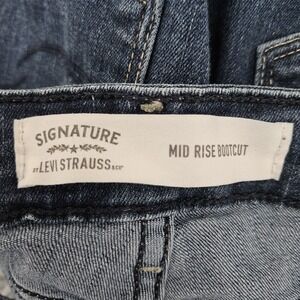 SIGNATURE
BY LEVI STRAUSS & CO
MID RISE BOOTCUT